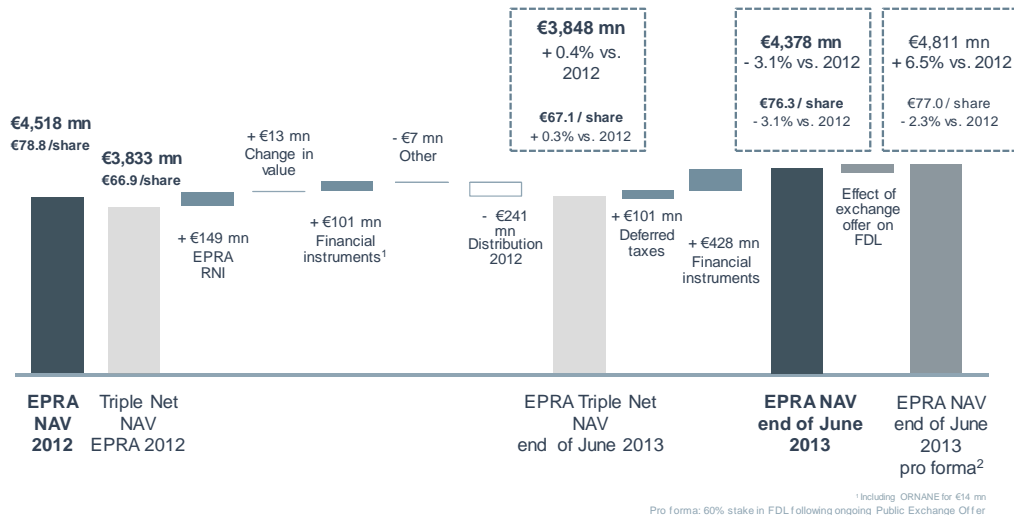 €4,518 mn
€78.8/share
€3,833 mn
€66.9/share
+ €149 mn
EPRA
RNI
+ €13 mn
Change in
value
+ €101 mn
Financial
instruments¹
- €7 mn
Other
- €241
mn
Distribution
2012
€3,848 mn
+ 0.4% vs.
2012
€67.1 / share
+ 0.3% vs. 2012
+ €101 mn
Deferred
taxes
+ €428 mn
Financial
instruments
€4,378 mn
- 3.1% vs. 2012
€76.3 / share
- 3.1% vs. 2012
Effect of
exchange
offer on
FDL
€4,811 mn
+ 6.5% vs. 2012
€77.0 / share
- 2.3% vs. 2012
EPRA
NAV
2012
Triple Net
NAV
EPRA 2012
EPRA Triple Net
NAV
end of June 2013
EPRA NAV
end of June
2013
EPRA NAV
end of June
2013
pro forma²
¹ Including ORNANE for €14 mn
Pro forma: 60% stake in FDL following ongoing Public Exchange Offer